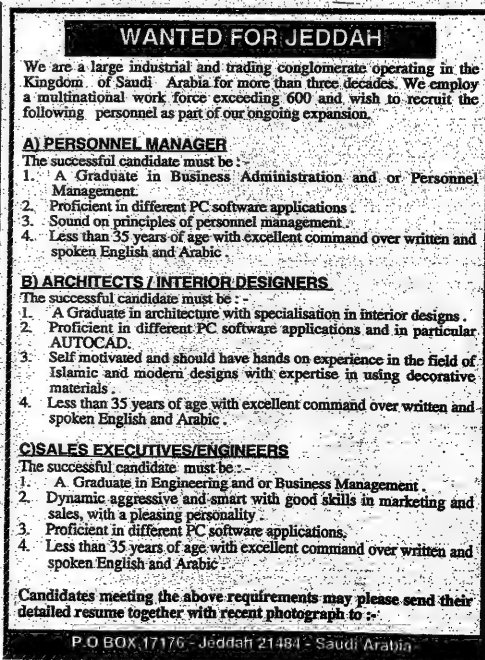 WANTED FOR JEDDAH
We are a large industrial and trading conglomerate operating in the
Kingdom of Saudi Arabia for more than three decades. We employ
a multinational work force exceeding 600 and wish to recruit the
following personnel as part of our ongoing expansion.
A) PERSONNEL MANAGER
The successful candidate must be : -
1. A Graduate in Business Administration and or Personnel
Management.
2. Proficient in different PC software applications .
3. Sound on principles of personnel management .
4. Less than 35 years of age with excellent command over written and
spoken English and Arabic .
B) ARCHITECTS / INTERIOR DESIGNERS
The successful candidate must be : -
1. A Graduate in architecture with specialisation in interior designs .
2. Proficient in different PC software applications and in particular
AUTOCAD.
3. Self motivated and should have hands on experience in the field of
Islamic and modern designs with expertise in using decorative
materials .
4. Less than 35 years of age with excellent command over written and
spoken English and Arabic .
C)SALES EXECUTIVES/ENGINEERS
The successful candidate must be : -
1. A Graduate in Engineering and or Business Management .
2. Dynamic aggressive and smart with good skills in marketing and
sales, with a pleasing personality .
3. Proficient in different PC software applications.
4. Less than 35 years of age with excellent command over written and
spoken English and Arabic
Candidates meeting the above requirements may please send their
detailed resume together with recent photograph to :-
P.O BOX 17176 - Jeddah 21484 - Saudi Arabia